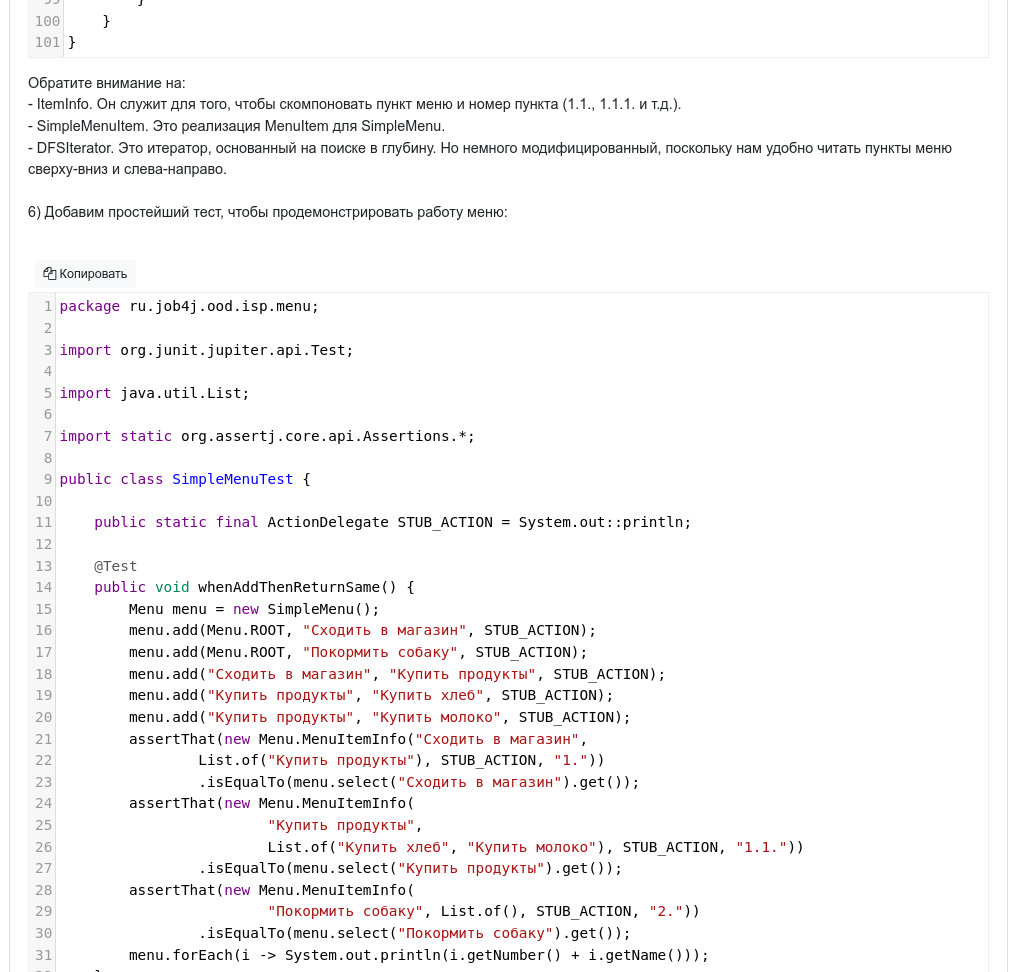 100    }
101 }
Обратите внимание на:
- ItemInfo. Он служит для того, чтобы скомпоновать пункт меню и номер пункта (1.1., 1.1.1. и т.д.).
- SimpleMenuItem. Это реализация MenuItem для SimpleMenu.
- DFSIterator. Это итератор, основанный на поиске в глубину. Но немного модифицированный, поскольку нам удобно читать пункты меню
сверху-вниз и слева-направо.
6) Добавим простейший тест, чтобы продемонстрировать работу меню:
Копировать
1 package ru.job4j.ood.isp.menu;
2
3 import org.junit.jupiter.api.Test;
4
5 import java.util.List;
6
7 import static org.assertj.core.api.Assertions.*;
8
9 public class SimpleMenuTest {
10
11     public static final ActionDelegate STUB_ACTION = System.out::println;
12
13     @Test
14     public void whenAddThenReturnSame() {
15         Menu menu = new SimpleMenu();
16         menu.add(Menu.ROOT, "Сходить в магазин", STUB_ACTION);
17         menu.add(Menu.ROOT, "Покормить собаку", STUB_ACTION);
18         menu.add("Сходить в магазин", "Купить продукты", STUB_ACTION);
19         menu.add("Купить продукты", "Купить хлеб", STUB_ACTION);
20         menu.add("Купить продукты", "Купить молоко", STUB_ACTION);
21         assertThat(new Menu.MenuItemInfo("Сходить в магазин",
22                 List.of("Купить продукты"), STUB_ACTION, "1."))
23                 .isEqualTo(menu.select("Сходить в магазин").get());
24         assertThat(new Menu.MenuItemInfo(
25                         "Купить продукты",
26                         List.of("Купить хлеб", "Купить молоко"), STUB_ACTION, "1.1."))
27                 .isEqualTo(menu.select("Купить продукты").get());
28         assertThat(new Menu.MenuItemInfo(
29                         "Покормить собаку", List.of(), STUB_ACTION, "2."))
30                 .isEqualTo(menu.select("Покормить собаку").get());
31         menu.forEach(i -> System.out.println(i.getNumber() + i.getName()));